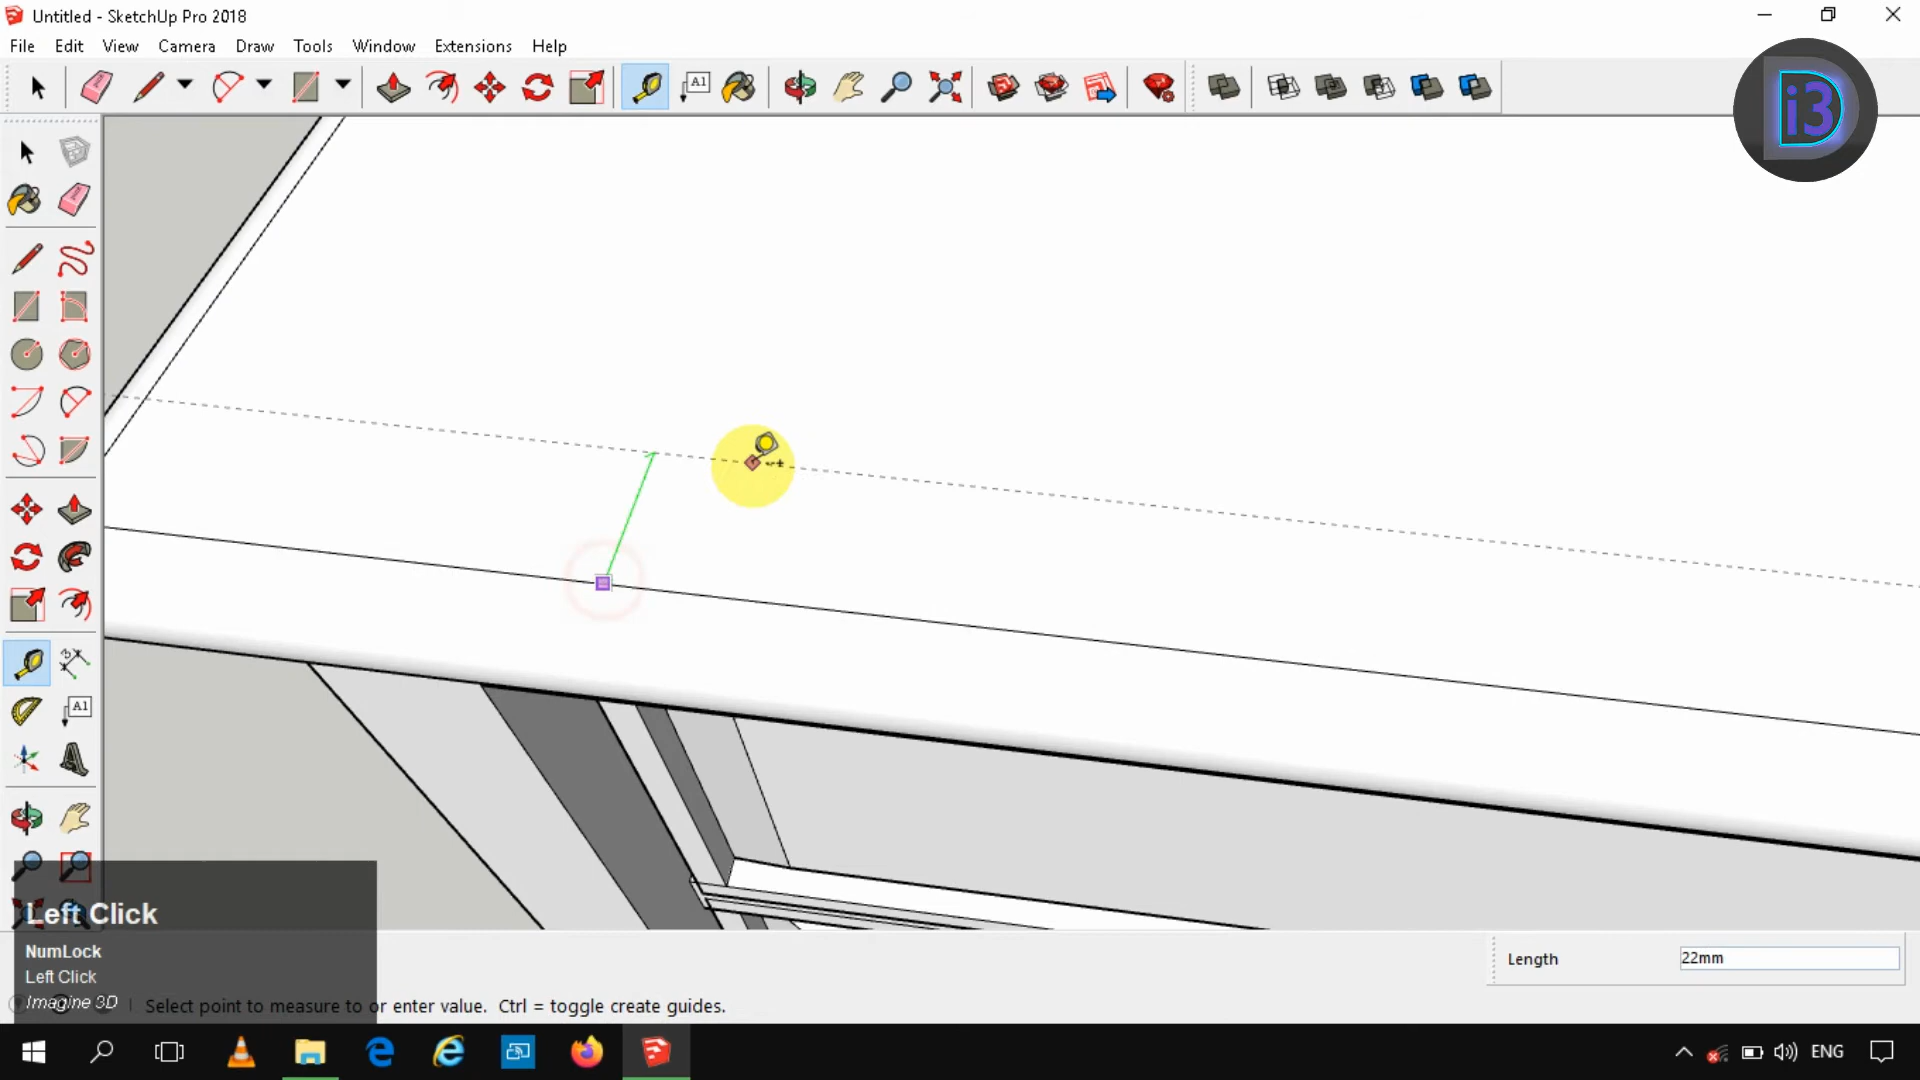 Untitled - SketchUp Pro 2018
File Edit View Camera Draw Tools Window Extensions Help
A1
i3
A1
Left Click
NumLock
Left Click
Imagine 3D
Select point to measure to or enter value. Ctrl = toggle create guides.
Length 22mm
ENG